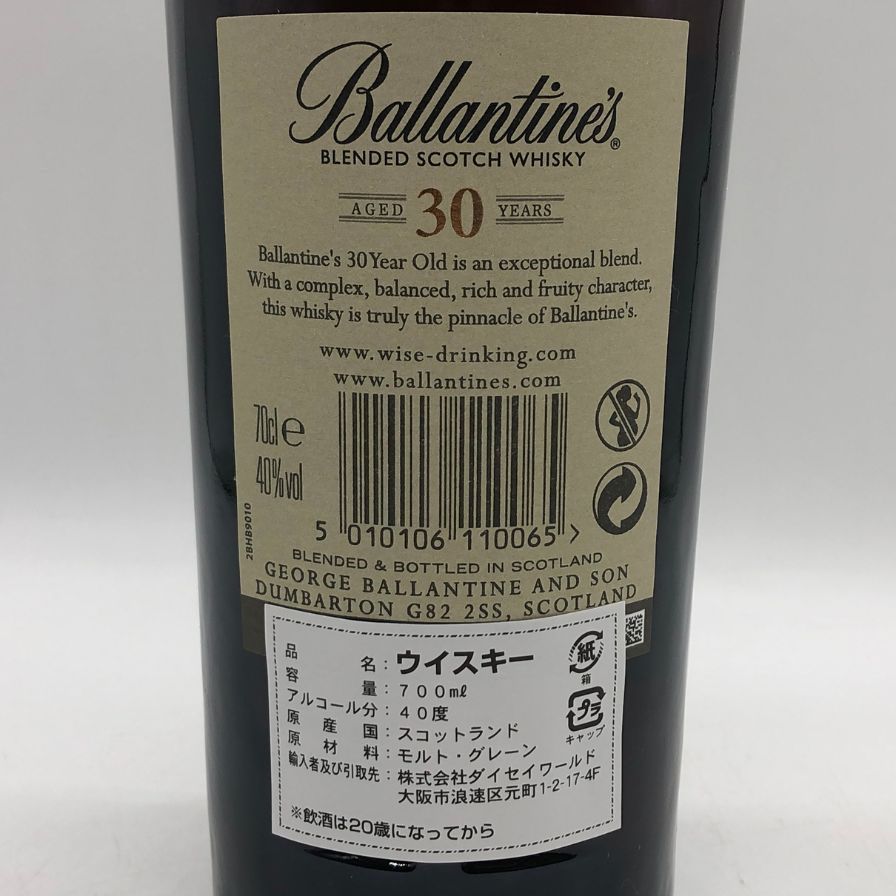 Ballantine's®
BLENDED SCOTCH WHISKY
AGED 30 YEARS
Ballantine's 30 Year Old is an exceptional blend.
With a complex, balanced, rich and fruity character,
this whisky is truly the pinnacle of Ballantine's.
www.wise-drinking.com
www.ballantines.com
70cl e
40%vol
2BHB9010
5 010106 110065 >
BLENDED & BOTTLED IN SCOTLAND
GEORGE BALLANTINE AND SON
DUMBARTON G82 2SS, SCOTLAND
品名：ウイスキー
容量：700㎖
アルコール分：40度
原産国：スコットランド
原材料：モルト・グレーン
輸入者及び引取先：株式会社ダイセイワールド
大阪市浪速区元町1-2-17-4F
※飲酒は20歳になってから
紙
箱
プラ
キャップ